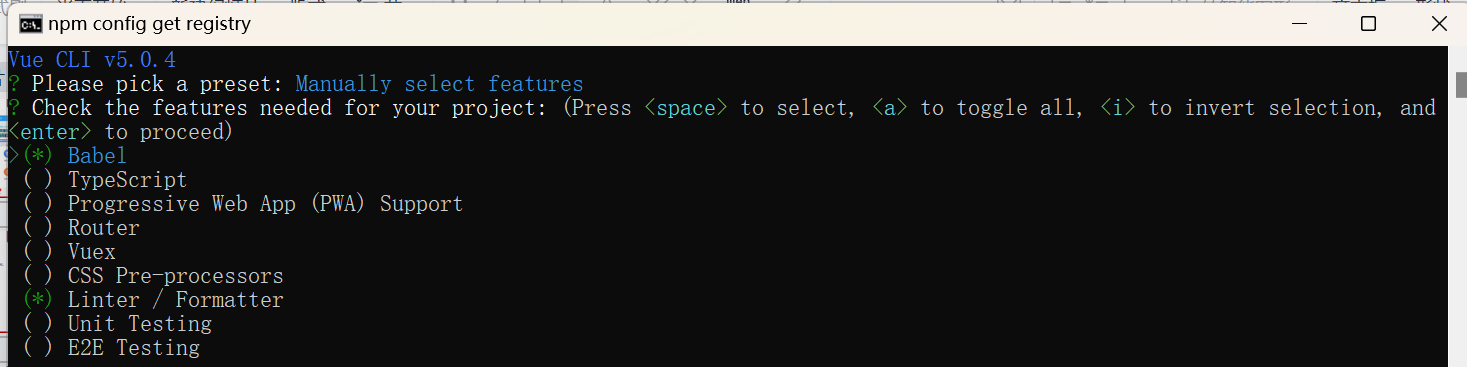 npm config get registry
Vue CLI v5.0.4
? Please pick a preset: Manually select features
? Check the features needed for your project: (Press <space> to select, <a> to toggle all, <i> to invert selection, and
<enter> to proceed)
>(*) Babel
( ) TypeScript
( ) Progressive Web App (PWA) Support
( ) Router
( ) Vuex
( ) CSS Pre-processors
(*) Linter / Formatter
( ) Unit Testing
( ) E2E Testing